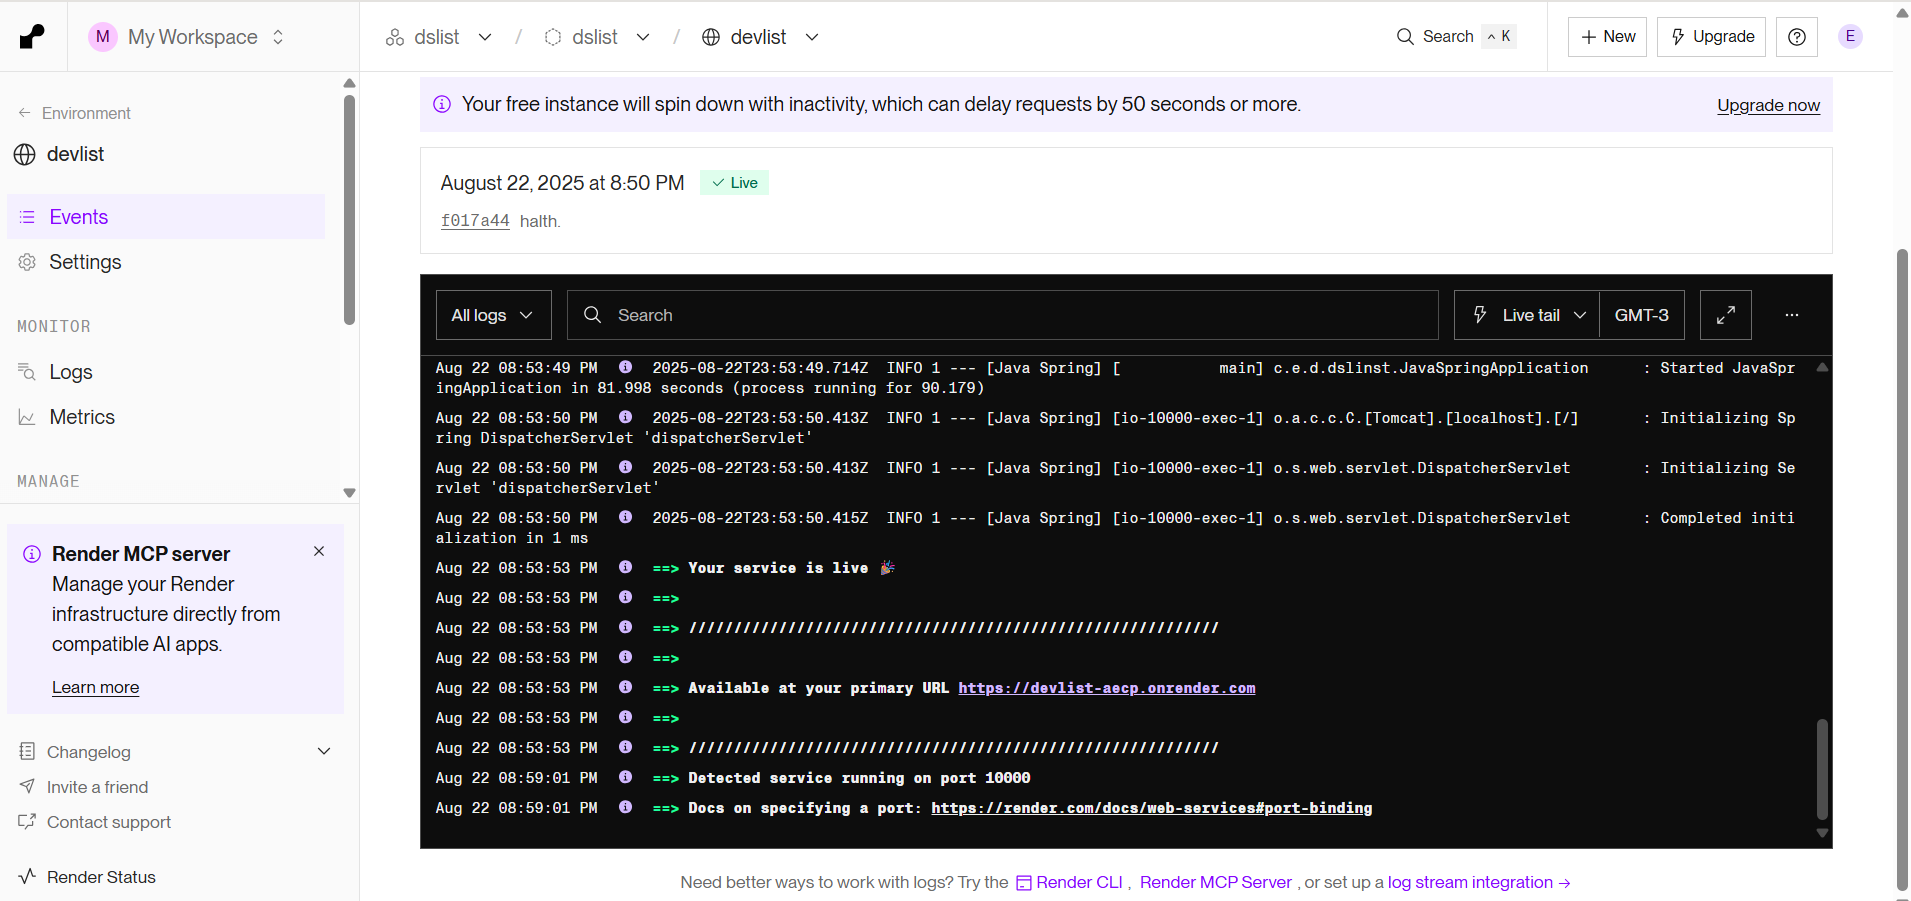 M My Workspace
dslist / dslist / devlist
Search ^ K
+ New
Upgrade
E
← Environment
devlist
Events
Settings
MONITOR
Logs
Metrics
MANAGE
Render MCP server
Manage your Render
infrastructure directly from
compatible AI apps.
Learn more
Changelog
Invite a friend
Contact support
Render Status
Your free instance will spin down with inactivity, which can delay requests by 50 seconds or more.
Upgrade now
August 22, 2025 at 8:50 PM Live
f017a44 halth.
All logs
Search
Live tail
GMT-3
...
Aug 22 08:53:49 PM 2025-08-22T23:53:49.714Z INFO 1 --- [Java Spring] [ main] c.e.d.dslinst.JavaSpringApplication : Started JavaSpr
ingApplication in 81.998 seconds (process running for 90.179)
Aug 22 08:53:50 PM 2025-08-22T23:53:50.413Z INFO 1 --- [Java Spring] [io-10000-exec-1] o.a.c.c.C.[Tomcat].[localhost].[/] : Initializing Sp
ring DispatcherServlet 'dispatcherServlet'
Aug 22 08:53:50 PM 2025-08-22T23:53:50.413Z INFO 1 --- [Java Spring] [io-10000-exec-1] o.s.web.servlet.DispatcherServlet : Initializing Se
rvlet 'dispatcherServlet'
Aug 22 08:53:50 PM 2025-08-22T23:53:50.415Z INFO 1 --- [Java Spring] [io-10000-exec-1] o.s.web.servlet.DispatcherServlet : Completed initi
alization in 1 ms
Aug 22 08:53:53 PM ==> Your service is live 🎉
Aug 22 08:53:53 PM ==>
Aug 22 08:53:53 PM ==> ///////////////////////////////////////////////////////////
Aug 22 08:53:53 PM ==>
Aug 22 08:53:53 PM ==> Available at your primary URL https://devlist-aecp.onrender.com
Aug 22 08:53:53 PM ==>
Aug 22 08:53:53 PM ==> ///////////////////////////////////////////////////////////
Aug 22 08:59:01 PM ==> Detected service running on port 10000
Aug 22 08:59:01 PM ==> Docs on specifying a port: https://render.com/docs/web-services#port-binding
Need better ways to work with logs? Try the Render CLI , Render MCP Server , or set up a log stream integration →